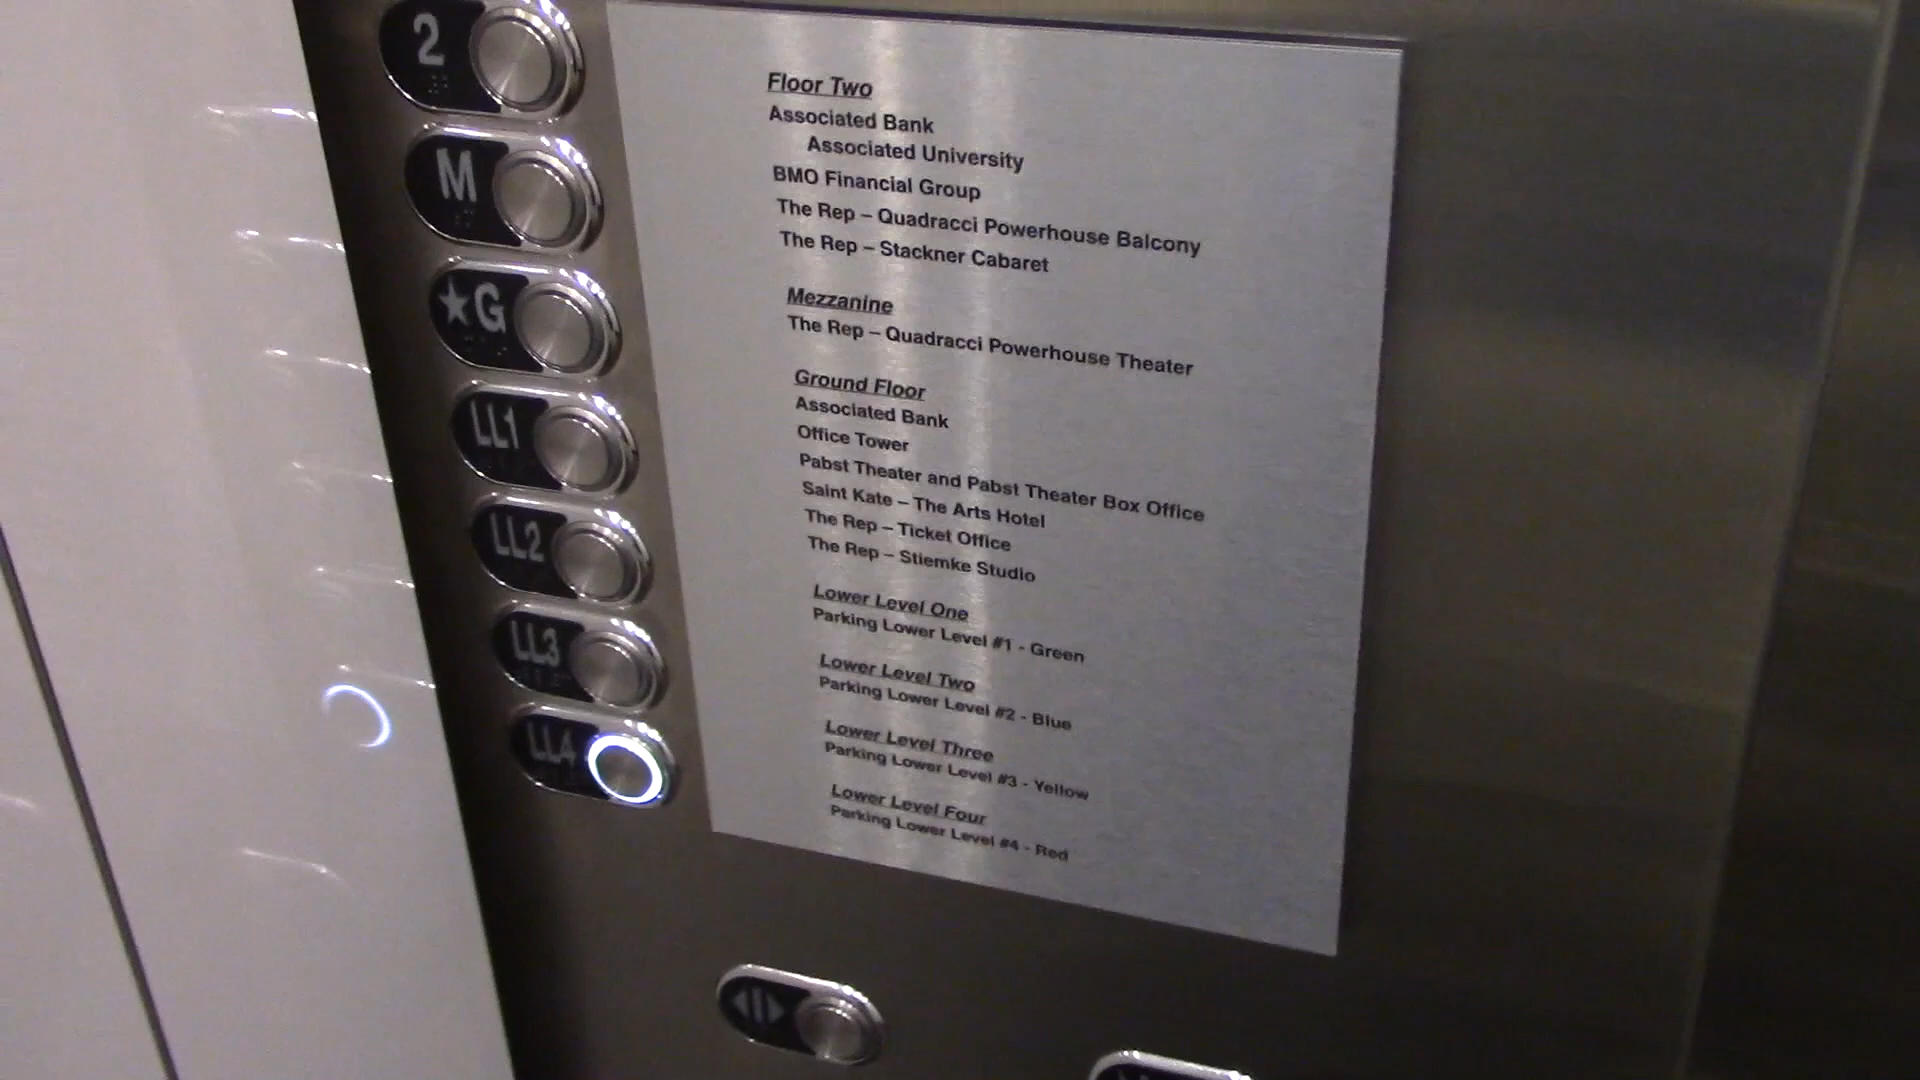 2
M
★G
LL1
LL2
LL3
LL4
Floor Two
Associated Bank
Associated University
BMO Financial Group
The Rep – Quadracci Powerhouse Balcony
The Rep – Stackner Cabaret
Mezzanine
The Rep – Quadracci Powerhouse Theater
Ground Floor
Associated Bank
Office Tower
Pabst Theater and Pabst Theater Box Office
Saint Kate – The Arts Hotel
The Rep – Ticket Office
The Rep – Stiemke Studio
Lower Level One
Parking Lower Level #1 - Green
Lower Level Two
Parking Lower Level #2 - Blue
Lower Level Three
Parking Lower Level #3 - Yellow
Lower Level Four
Parking Lower Level #4 - Red